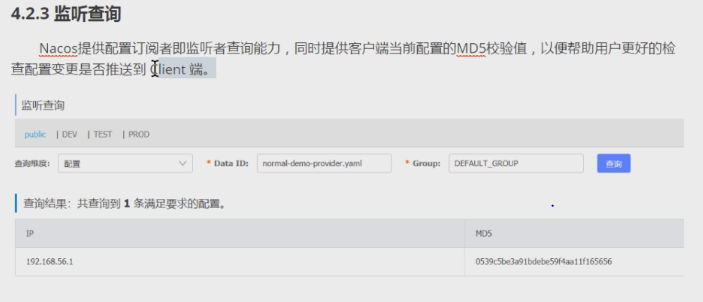 4.2.3 监听查询
Nacos提供配置订阅者即监听者查询能力，同时提供客户端当前配置的MD5校验值，以便帮助用户更好的检
查配置变更是否推送到 Client 端。
监听查询
public | DEV | TEST | PROD
查询维度: 配置 * Data ID: normal-demo-provider.yaml * Group: DEFAULT_GROUP 查询
查询结果：共查询到 1 条满足要求的配置。
IP MD5
192.168.56.1 0539c5be3a91bdebe59f4aa11f165656